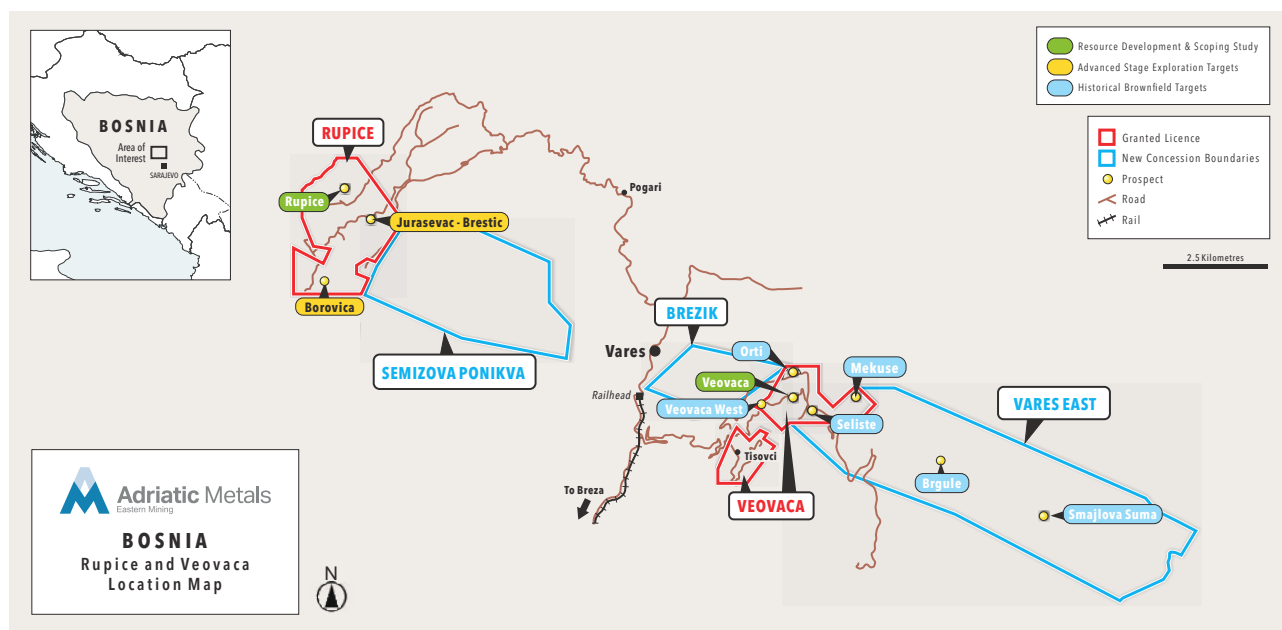 BOSNIA
Area of
Interest
SARAJEVO
Resource Development & Scoping Study
Advanced Stage Exploration Targets
Historical Brownfield Targets
Granted Licence
New Concession Boundaries
Prospect
Road
Rail
2.5 Kilometres
RUPICE
Rupice
Jurasevac - Brestic
Borovica
SEMIZOVA PONIKVA
Pogari
BREZIK
Vares
Railhead
Orti
Veovaca
Veovaca West
Mekuse
Seliste
VARES EAST
Tisovci
To Breza
VEOVACA
Brgule
Smajlova Suma
Adriatic Metals
Eastern Mining
BOSNIA
Rupice and Veovaca
Location Map
N